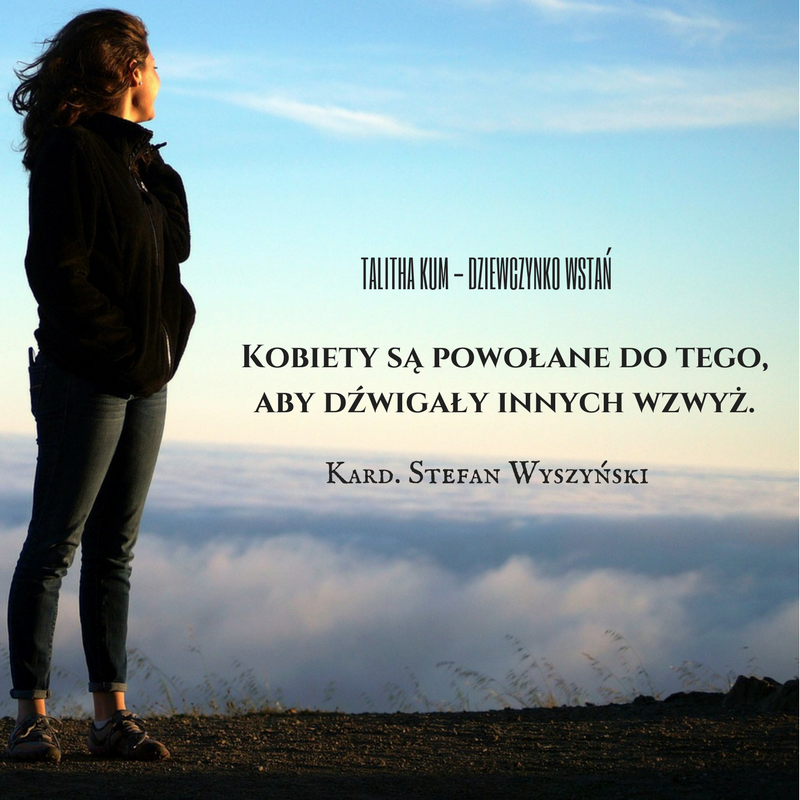 TALITHA KUM – DZIEWCZYNKO WSTAŃ
Kobiety są powołane do tego,
aby dźwigały innych wzwyż.
Kard. Stefan Wyszyński